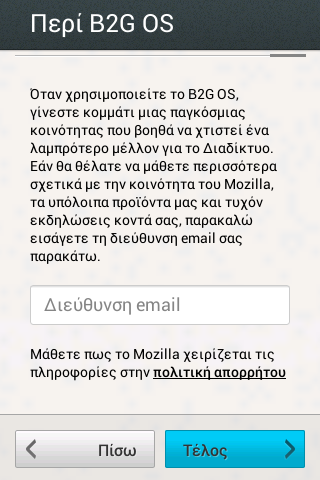 Περί B2G OS
Όταν χρησιμοποιείτε το B2G OS,
γίνεστε κομμάτι μιας παγκόσμιας
κοινότητας που βοηθά να χτιστεί ένα
λαμπρότερο μέλλον για το Διαδίκτυο.
Εάν θα θέλατε να μάθετε περισσότερα
σχετικά με την κοινότητα του Mozilla,
τα υπόλοιπα προϊόντα μας και τυχόν
εκδηλώσεις κοντά σας, παρακαλώ
εισάγετε τη διεύθυνση email σας
παρακάτω.
Διεύθυνση email
Μάθετε πως το Mozilla χειρίζεται τις
πληροφορίες στην πολιτική απορρήτου
Πίσω
Τέλος